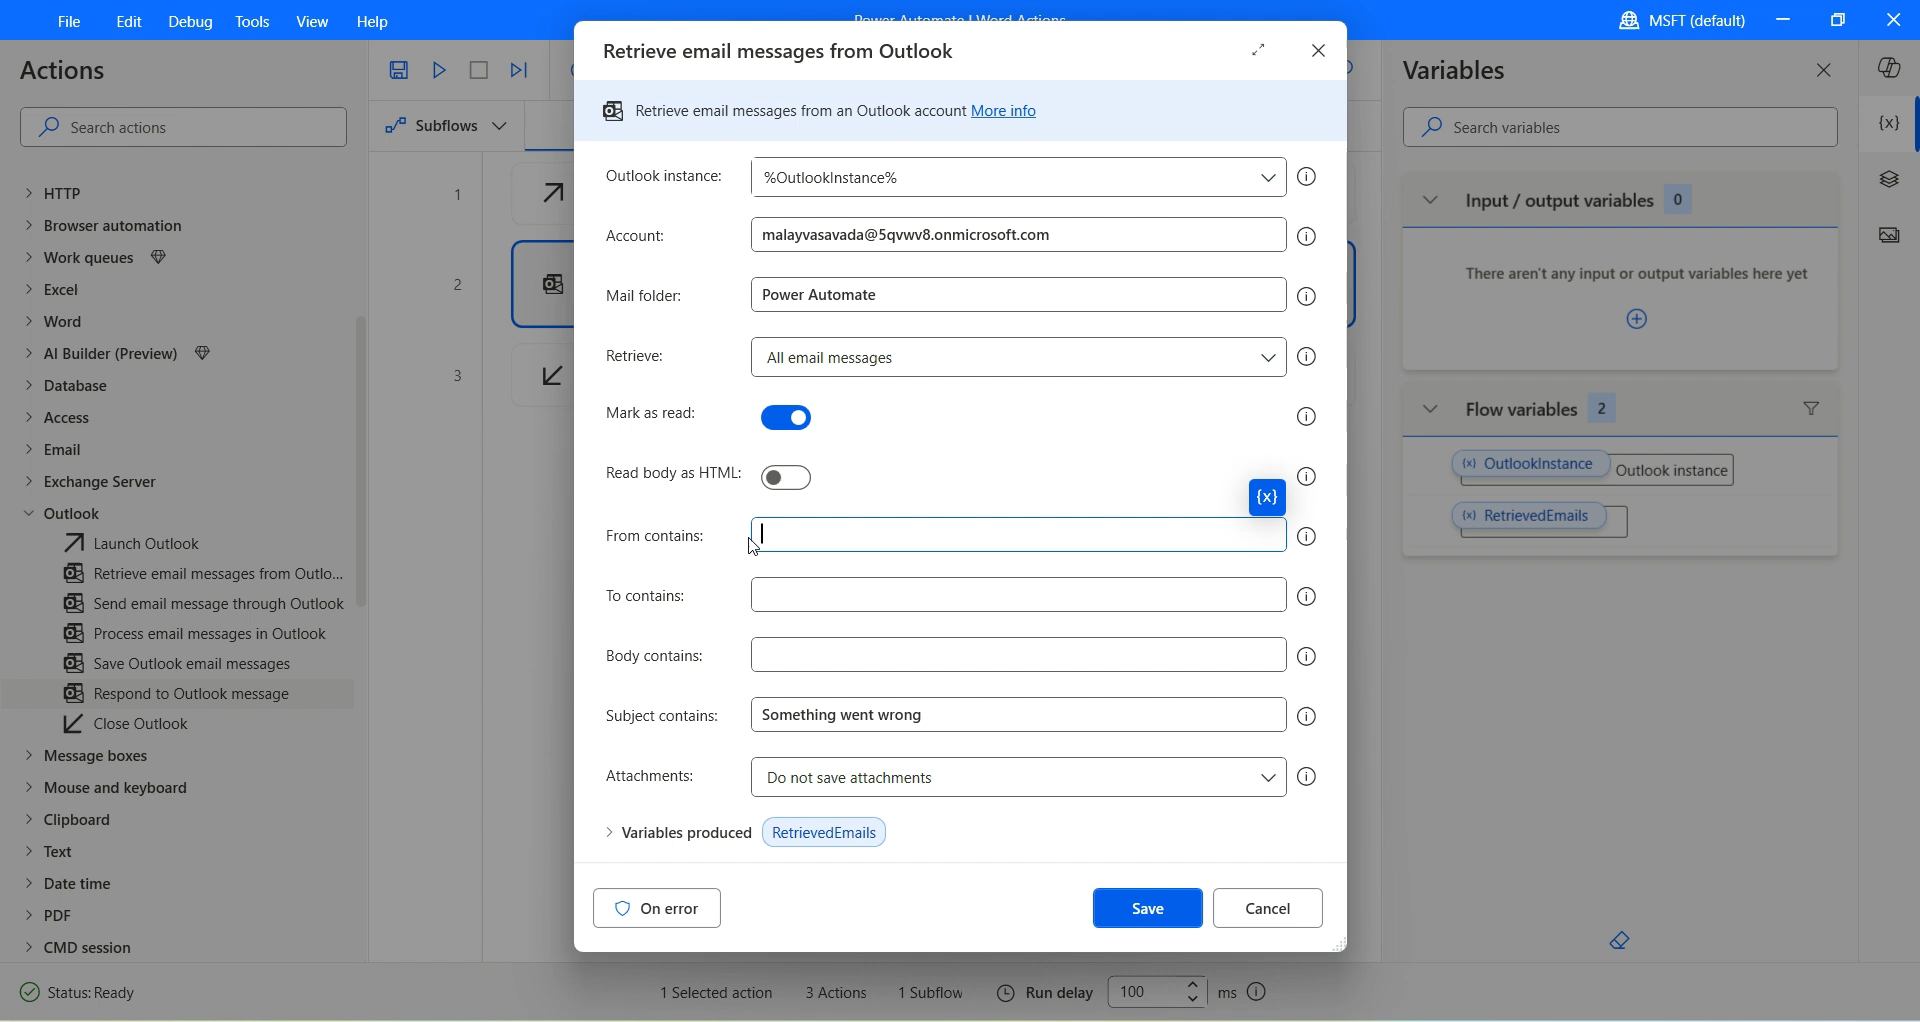 File Edit Debug Tools View Help
Power Automate | Word Actions
MSFT (default)
Actions
Search actions
HTTP
Browser automation
Work queues
Excel
Word
AI Builder (Preview)
Database
Access
Email
Exchange Server
Outlook
Launch Outlook
Retrieve email messages from Outlo...
Send email message through Outlook
Process email messages in Outlook
Save Outlook email messages
Respond to Outlook message
Close Outlook
Message boxes
Mouse and keyboard
Clipboard
Text
Date time
PDF
CMD session
Subflows
1
2
3
Retrieve email messages from Outlook
Retrieve email messages from an Outlook account More info
Outlook instance: %OutlookInstance%
Account: malayvasavada@5qvwv8.onmicrosoft.com
Mail folder: Power Automate
Retrieve: All email messages
Mark as read:
Read body as HTML:
{x}
From contains:
To contains:
Body contains:
Subject contains: Something went wrong
Attachments: Do not save attachments
Variables produced RetrievedEmails
On error
Save
Cancel
Variables
{x}
Search variables
Input / output variables 0
There aren't any input or output variables here yet
Flow variables 2
(x) OutlookInstance Outlook instance
(x) RetrievedEmails
Status: Ready
1 Selected action
3 Actions
1 Subflow
Run delay 100 ms